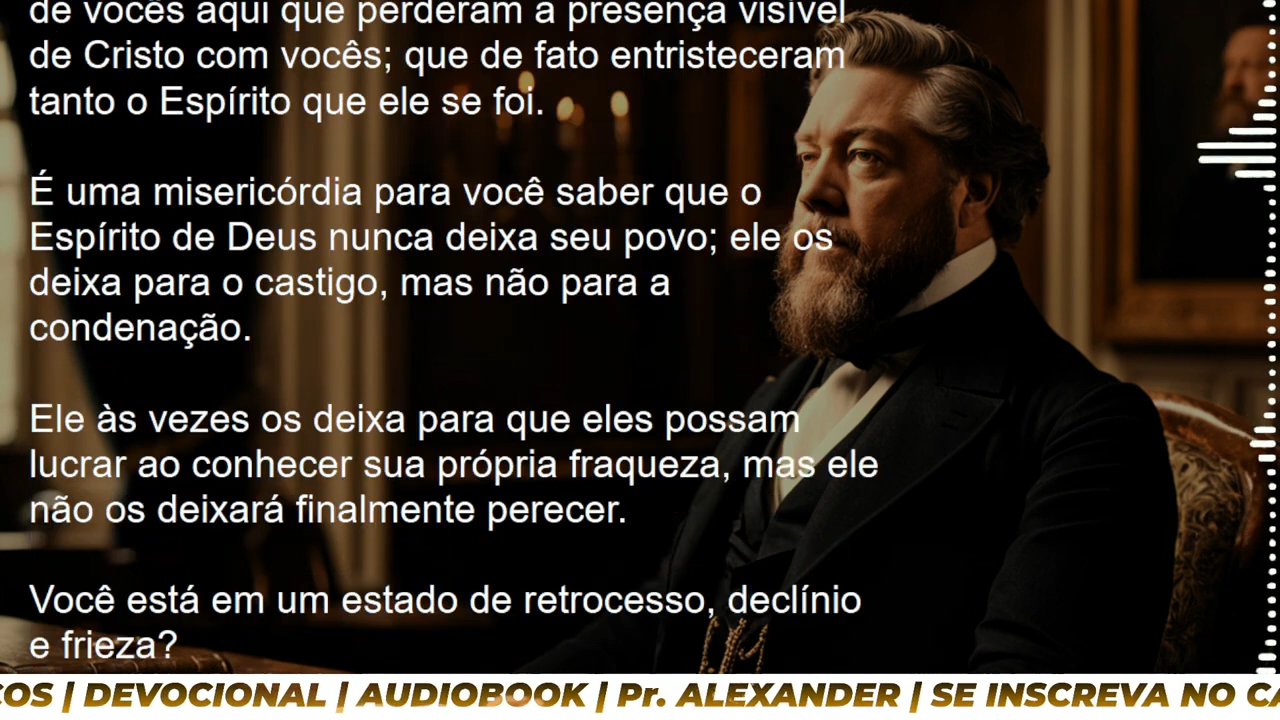 de vocês aqui que perderam a presença visível
de Cristo com vocês; que de fato entristeceram
tanto o Espírito que ele se foi.
É uma misericórdia para você saber que o
Espírito de Deus nunca deixa seu povo; ele os
deixa para o castigo, mas não para a
condenação.
Ele às vezes os deixa para que eles possam
lucrar ao conhecer sua própria fraqueza, mas ele
não os deixará finalmente perecer.
Você está em um estado de retrocesso, declínio
e frieza?
| DEVOCIONAL | AUDIOBOOK | Pr. ALEXANDER | SE INSCREVA NO